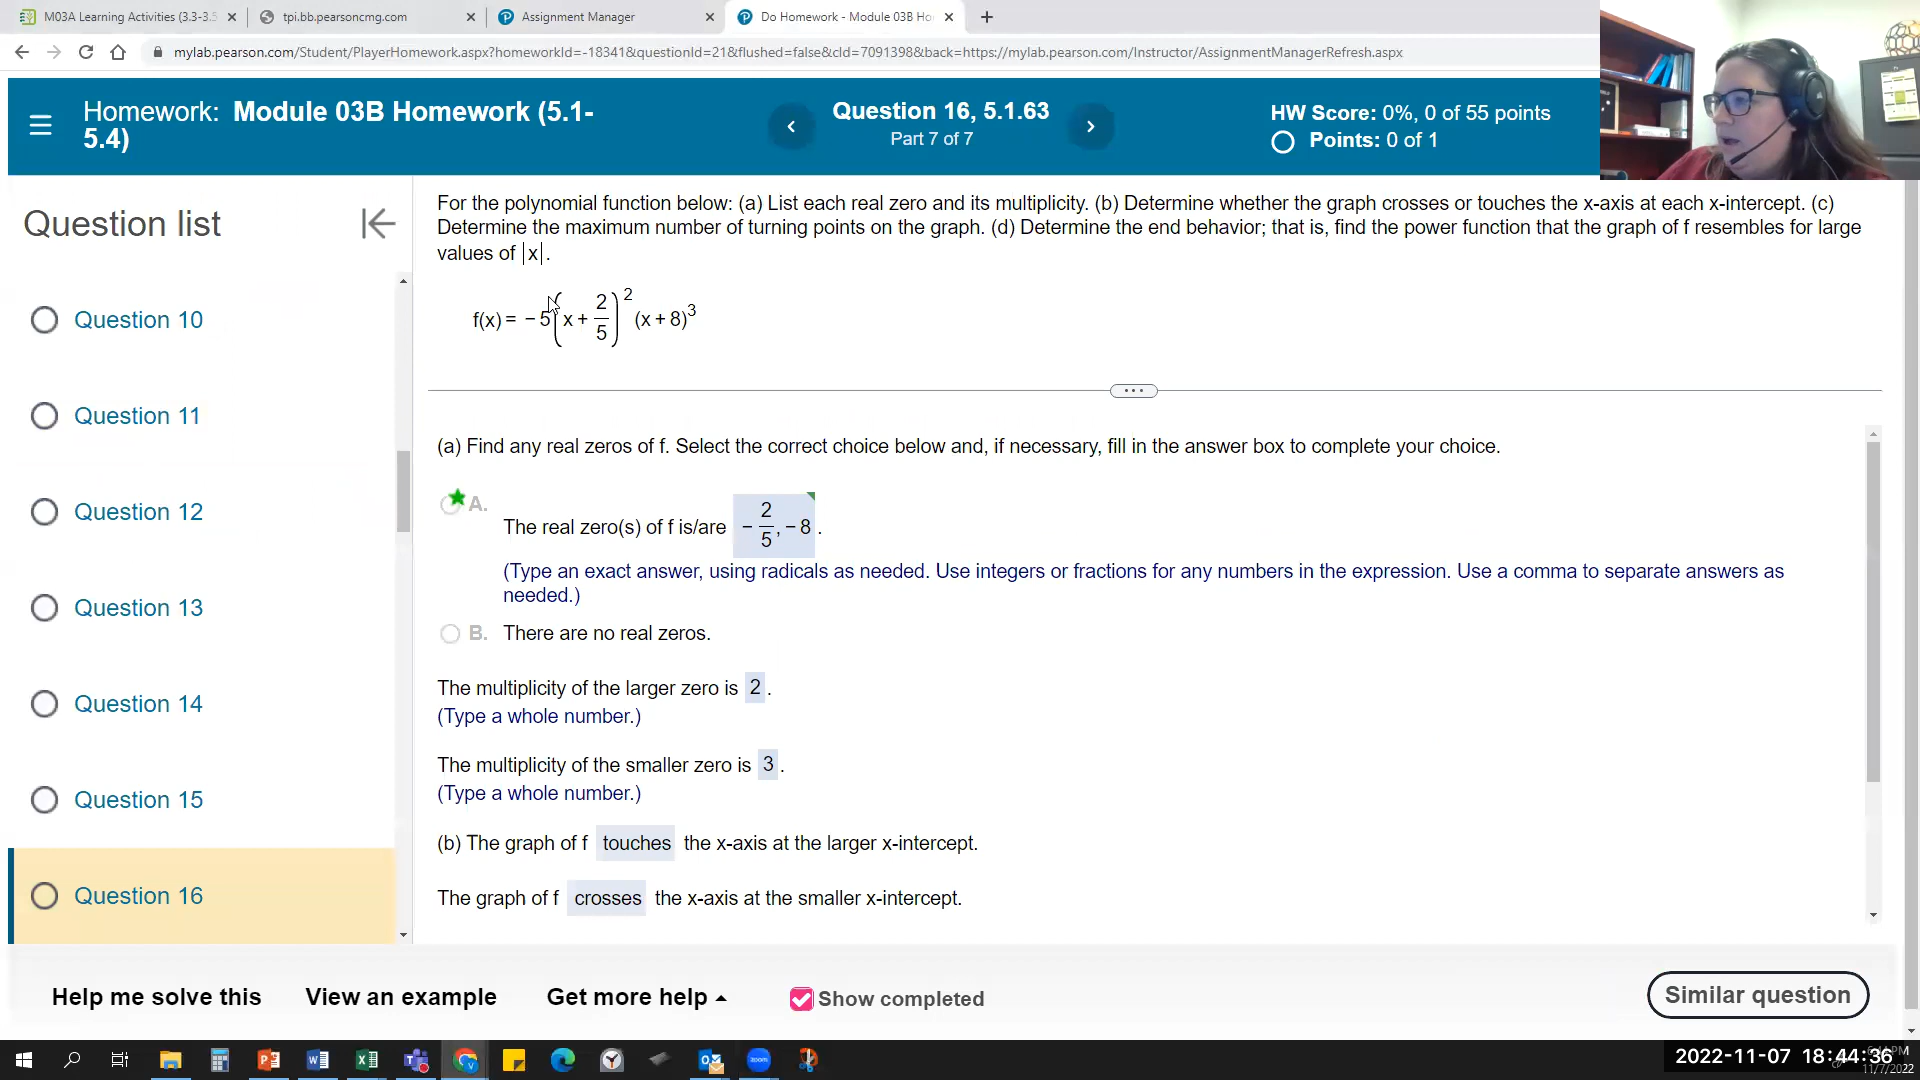 M03A Learning Activities (3.3-3.5
tpi.bb.pearsoncmg.com
Assignment Manager
Do Homework - Module 03B Ho
mylab.pearson.com/Student/PlayerHomework.aspx?homeworkId=-18341&questionId=21&flushed=false&cId=7091398&back=https://mylab.pearson.com/Instructor/AssignmentManagerRefresh.aspx
Homework: Module 03B Homework (5.1-
5.4)
Question 16, 5.1.63
Part 7 of 7
HW Score: 0%, 0 of 55 points
Points: 0 of 1
Question list
Question 10
Question 11
Question 12
Question 13
Question 14
Question 15
Question 16
For the polynomial function below: (a) List each real zero and its multiplicity. (b) Determine whether the graph crosses or touches the x-axis at each x-intercept. (c)
Determine the maximum number of turning points on the graph. (d) Determine the end behavior; that is, find the power function that the graph of f resembles for large
values of |x|.
f(x) = −5(x + 2/5)^2 (x + 8)^3
(a) Find any real zeros of f. Select the correct choice below and, if necessary, fill in the answer box to complete your choice.
A.
The real zero(s) of f is/are −2/5, −8 .
(Type an exact answer, using radicals as needed. Use integers or fractions for any numbers in the expression. Use a comma to separate answers as
needed.)
B. There are no real zeros.
The multiplicity of the larger zero is 2 .
(Type a whole number.)
The multiplicity of the smaller zero is 3 .
(Type a whole number.)
(b) The graph of f touches the x-axis at the larger x-intercept.
The graph of f crosses the x-axis at the smaller x-intercept.
Help me solve this
View an example
Get more help
Show completed
Similar question
zoom
2022-11-07 18:44:36
11/7/2022